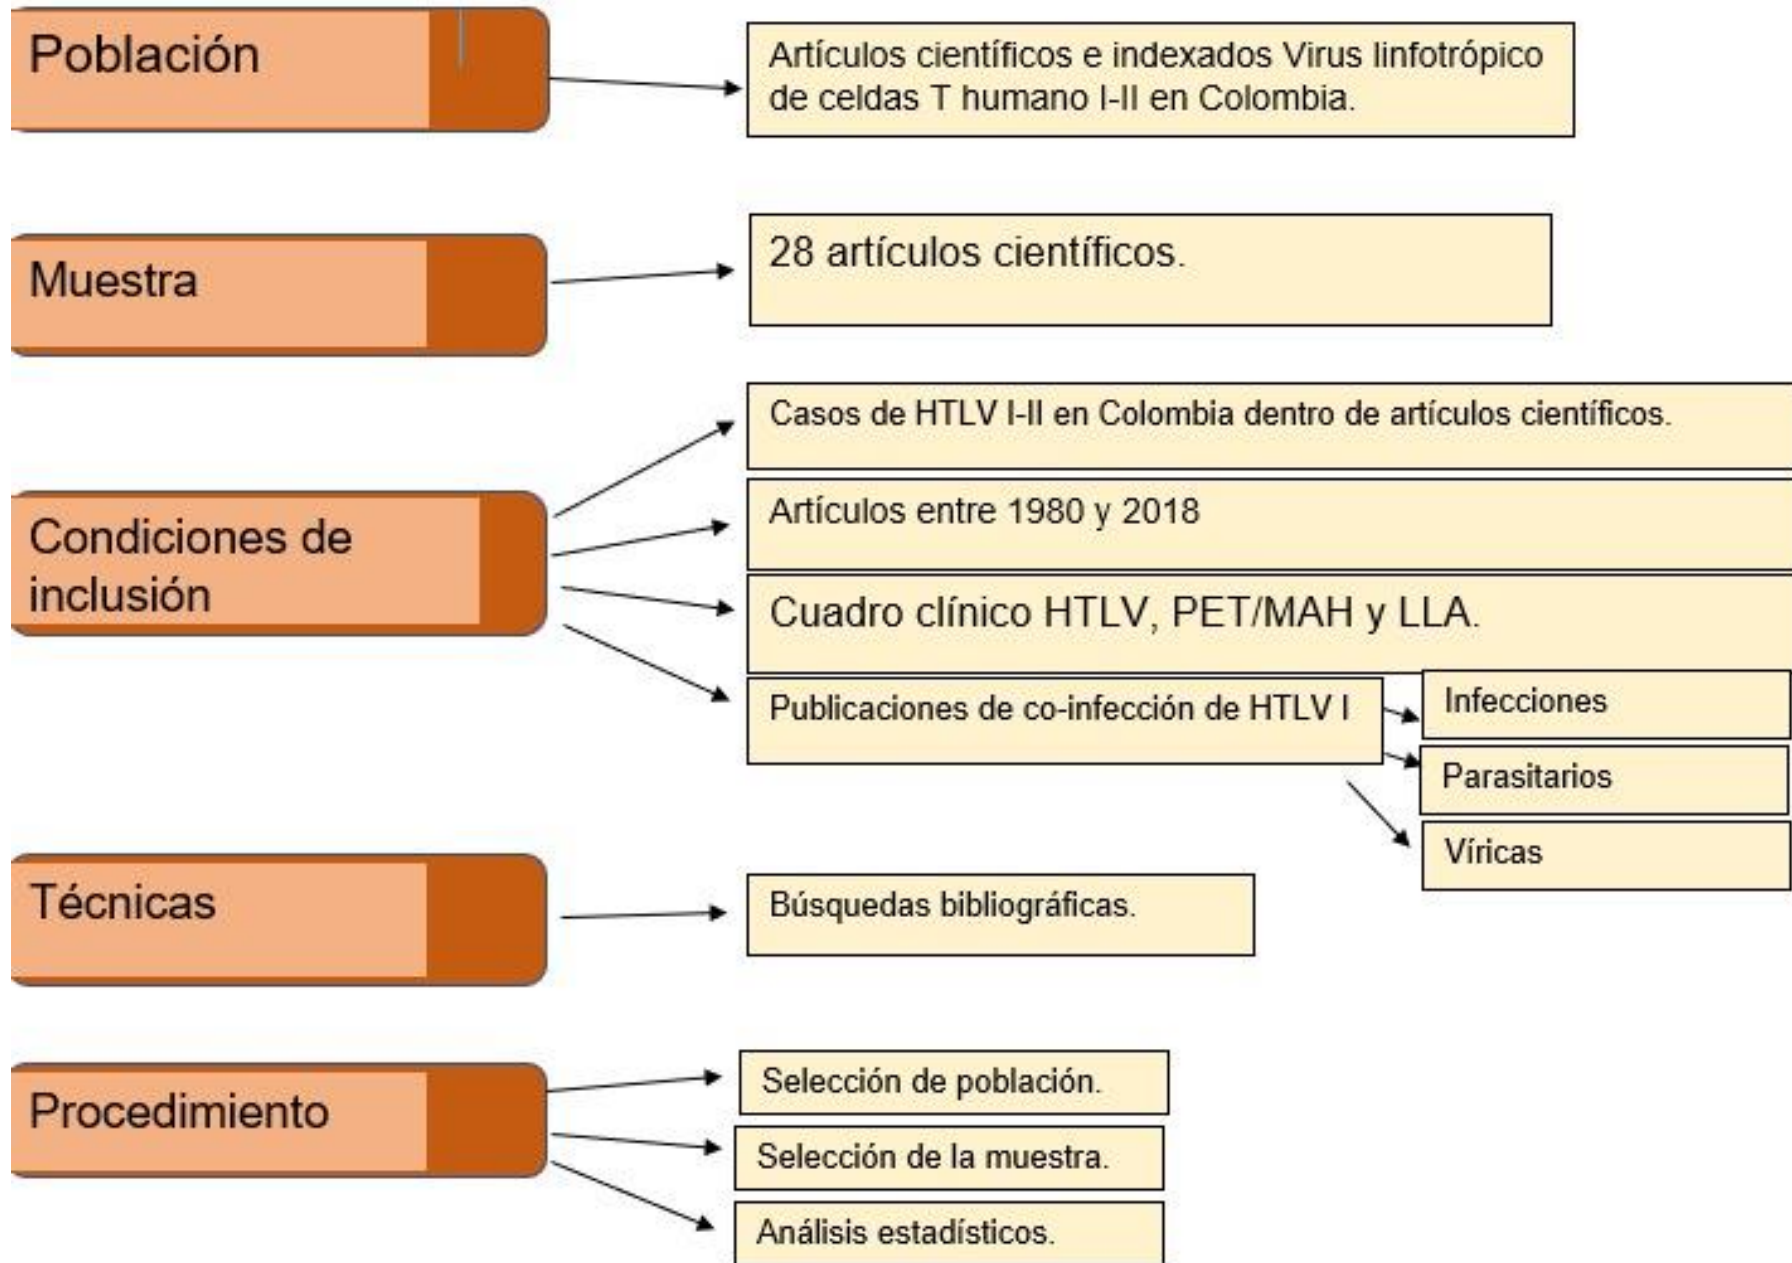 Población
Artículos científicos e indexados Virus linfotrópico
de celdas T humano I-II en Colombia.
Muestra
28 artículos científicos.
Condiciones de
inclusión
Casos de HTLV I-II en Colombia dentro de artículos científicos.
Artículos entre 1980 y 2018
Cuadro clínico HTLV, PET/MAH y LLA.
Publicaciones de co-infección de HTLV I
Infecciones
Parasitarios
Víricas
Técnicas
Búsquedas bibliográficas.
Procedimiento
Selección de población.
Selección de la muestra.
Análisis estadísticos.